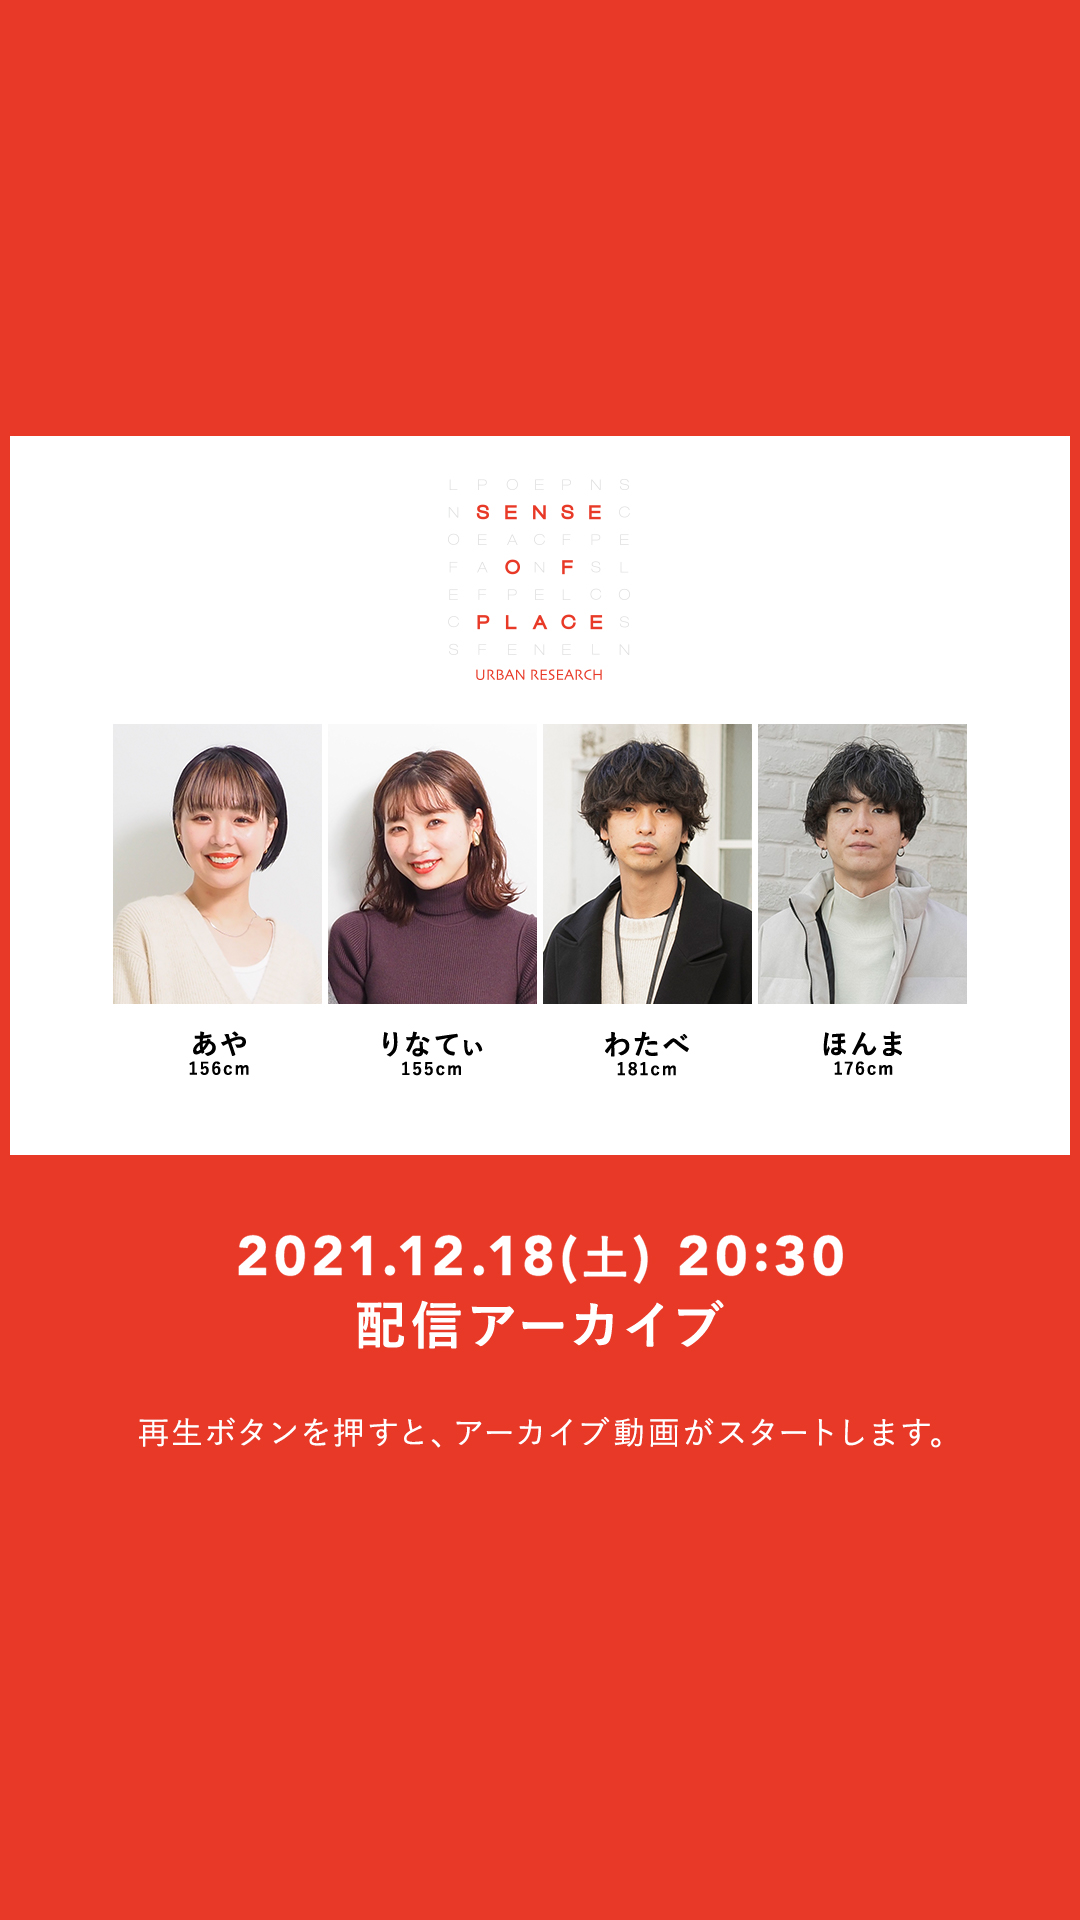 L P O E P N S
N SENSE C
O E A C F P E
F A O N F S L
E F P E L C O
C PLACE S
S F E N E L N
URBAN RESEARCH
あや りなてぃ わたべ ほんま
156cm 155cm 181cm 176cm
2021.12.18(土) 20:30
配信アーカイブ
再生ボタンを押すと、アーカイブ動画がスタートします。